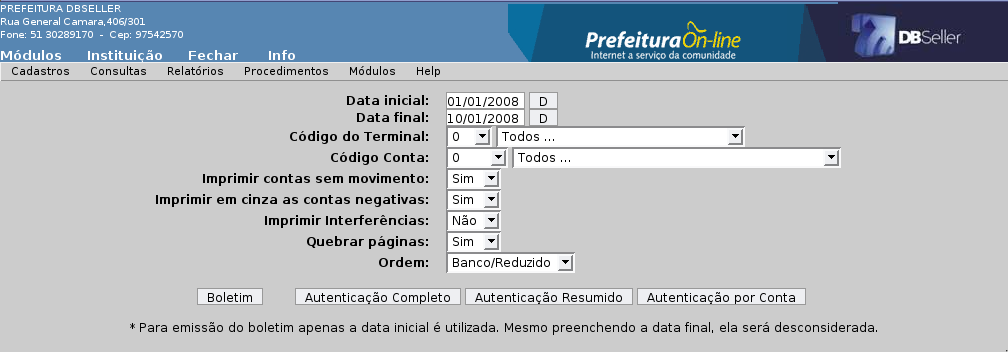 PREFEITURA DBSELLER
Rua General Camara,406/301
Fone: 51 30289170 - Cep: 97542570
Prefeitura On-line
Internet a serviço da comunidade
DBSeller
Módulos Instituição Fechar Info
Cadastros Consultas Relatórios Procedimentos Módulos Help
Data inicial: 01/01/2008 D
Data final: 10/01/2008 D
Código do Terminal: 0 Todos ...
Código Conta: 0 Todos ...
Imprimir contas sem movimento: Sim
Imprimir em cinza as contas negativas: Sim
Imprimir Interferências: Não
Quebrar páginas: Sim
Ordem: Banco/Reduzido
Boletim Autenticação Completo Autenticação Resumido Autenticação por Conta
* Para emissão do boletim apenas a data inicial é utilizada. Mesmo preenchendo a data final, ela será desconsiderada.